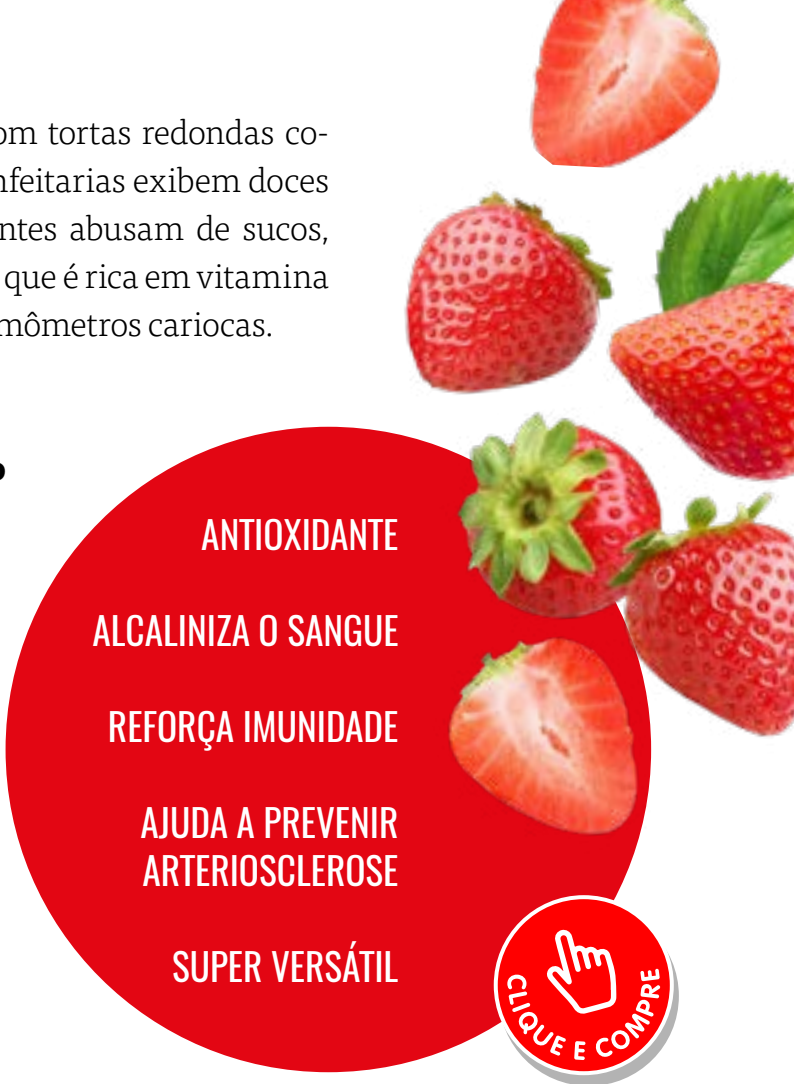 om tortas redondas co-
nfeitarias exibem doces
ntes abusam de sucos,
que é rica em vitamina
mômetros cariocas.
ANTIOXIDANTE
ALCALINIZA O SANGUE
REFORÇA IMUNIDADE
AJUDA A PREVENIR
ARTERIOSCLEROSE
SUPER VERSÁTIL
CLIQUE E COMPRE